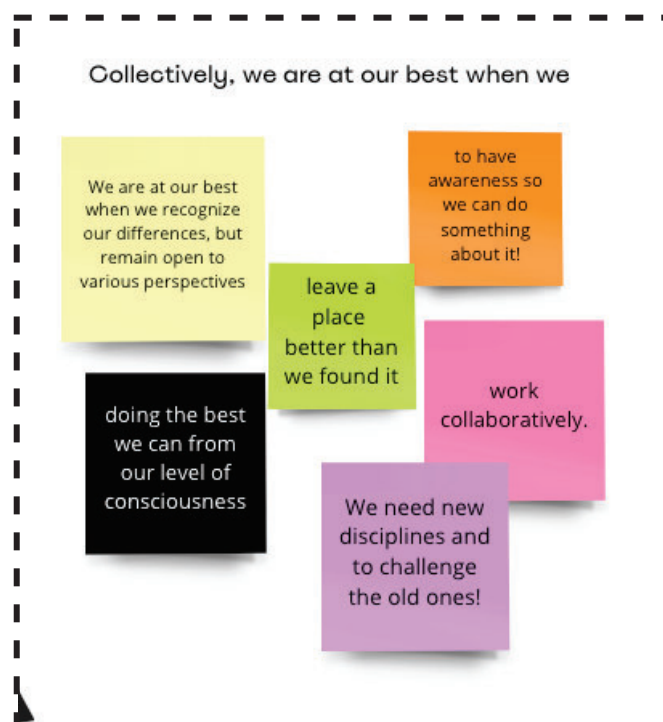 Collectively, we are at our best when we
We are at our best
when we recognize
our differences, but
remain open to
various perspectives
to have
awareness so
we can do
something
about it!
leave a
place
better than
we found it
work
collaboratively.
doing the best
we can from
our level of
consciousness
We need new
disciplines and
to challenge
the old ones!